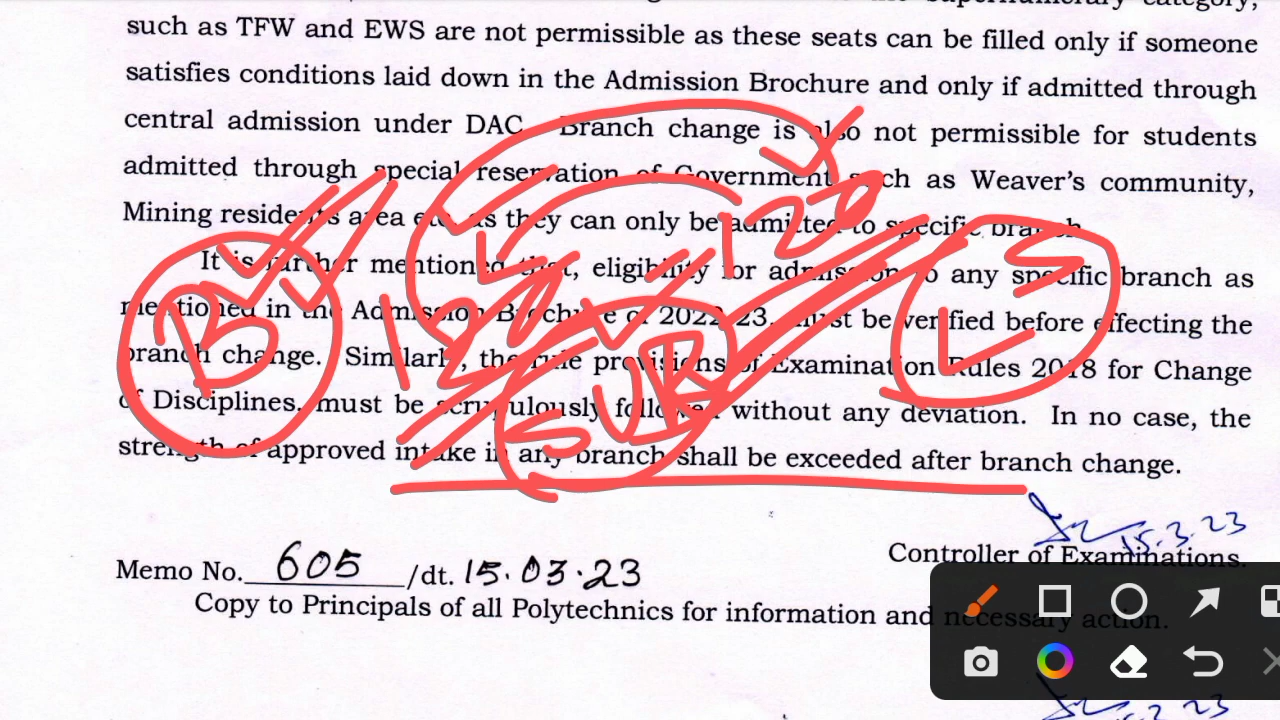 such as TFW and EWS are not permissible as these seats can be filled only if someone
satisfies conditions laid down in the Admission Brochure and only if admitted through
central admission under DAC. Branch change is also not permissible for students
admitted through special reservation of Government such as Weaver's community,
Mining residents area etc. as they can only be admitted to specific branch.
It is further mentioned that, eligibility for admission to any specific branch as
mentioned in the Admission Brochure of 2022-23, must be verified before effecting the
branch change. Similarly, the rule provisions of Examination Rules 2018 for Change
of Disciplines, must be scrupulously followed without any deviation. In no case, the
strength of approved intake in any branch shall be exceeded after branch change.
B
120
15.3.23
Controller of Examinations.
Memo No. 605 /dt. 15.03.23
Copy to Principals of all Polytechnics for information and necessary action.